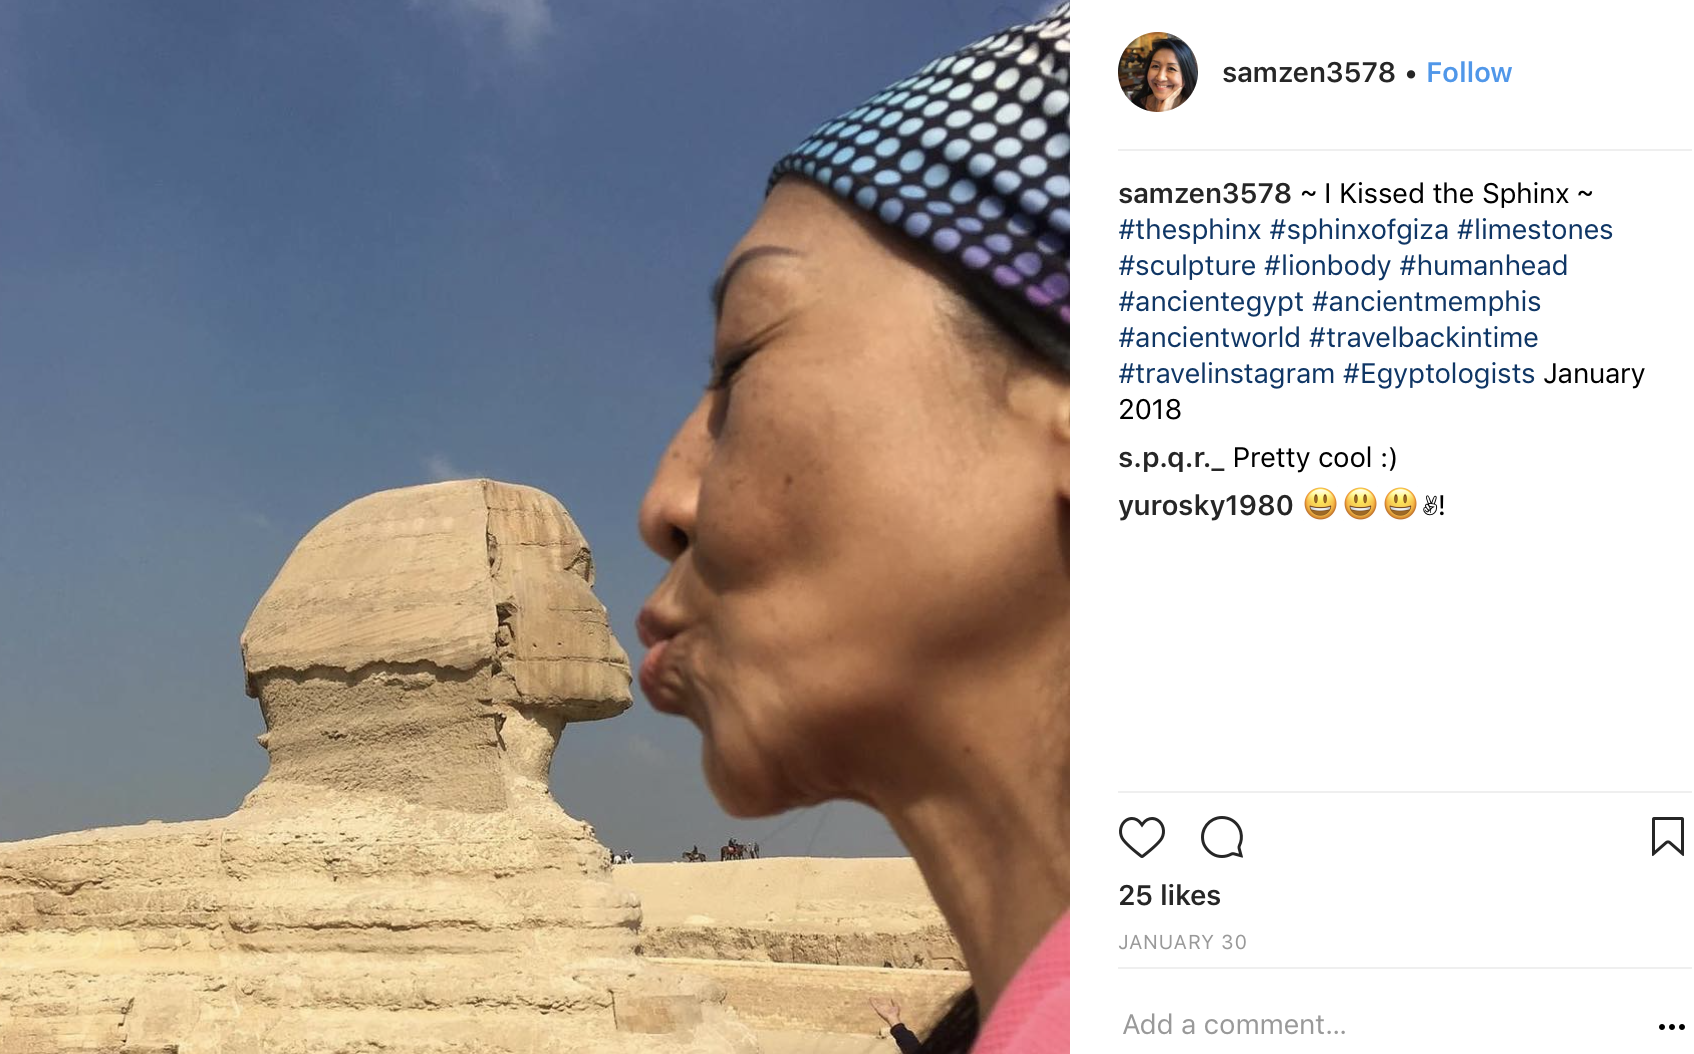 samzen3578 • Follow
samzen3578 ~ I Kissed the Sphinx ~
#thesphinx #sphinxofgiza #limestones
#sculpture #lionbody #humanhead
#ancientegypt #ancientmemphis
#ancientworld #travelbackintime
#travelinstagram #Egyptologists January
2018
s.p.q.r._ Pretty cool :)
yurosky1980 😃😃😃✌!
25 likes
JANUARY 30
Add a comment...